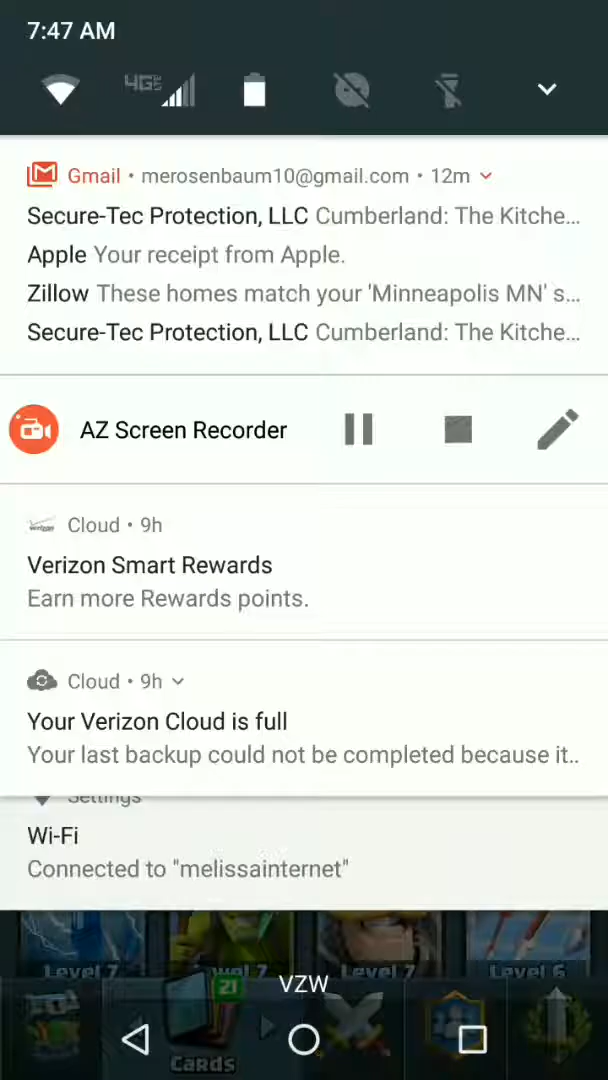 7:47 AM
4G LTE
Gmail • merosenbaum10@gmail.com • 12m
Secure-Tec Protection, LLC Cumberland: The Kitche...
Apple Your receipt from Apple.
Zillow These homes match your 'Minneapolis MN' s...
Secure-Tec Protection, LLC Cumberland: The Kitche...
AZ Screen Recorder
verizon Cloud • 9h
Verizon Smart Rewards
Earn more Rewards points.
Cloud • 9h
Your Verizon Cloud is full
Your last backup could not be completed because it..
Settings
Wi-Fi
Connected to "melissainternet"
Level 7 Level 7 Level 7 Level 6
VZW
21
Cards